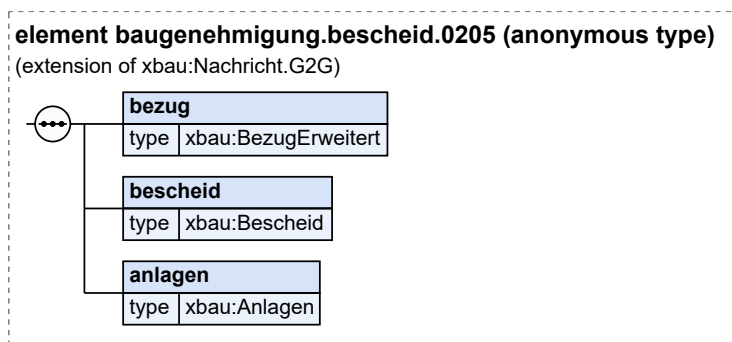 element baugenehmigung.bescheid.0205 (anonymous type)
(extension of xbau:Nachricht.G2G)
bezug
type xbau:BezugErweitert
bescheid
type xbau:Bescheid
anlagen
type xbau:Anlagen